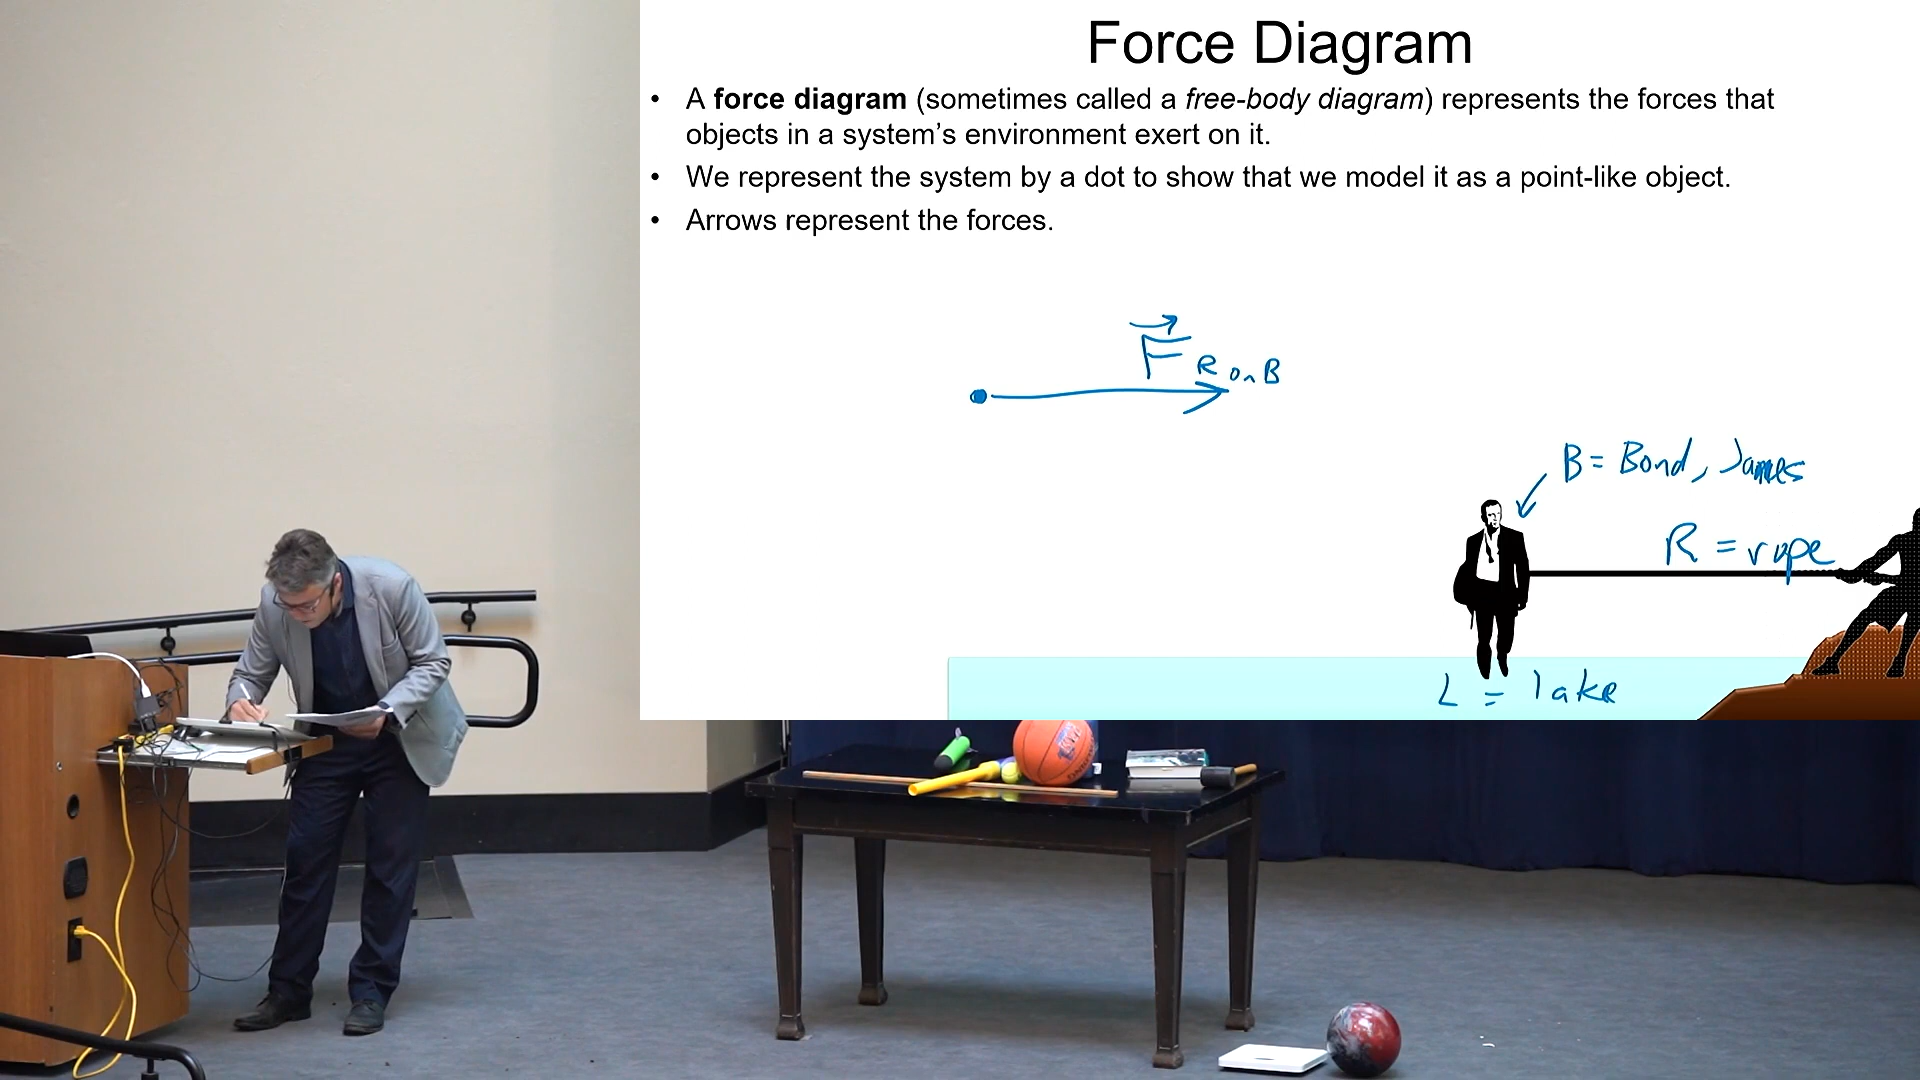 Force Diagram
• A force diagram (sometimes called a free-body diagram) represents the forces that
objects in a system's environment exert on it.
• We represent the system by a dot to show that we model it as a point-like object.
• Arrows represent the forces.
F R on B
B = Bond, James
R = rope
L = lake